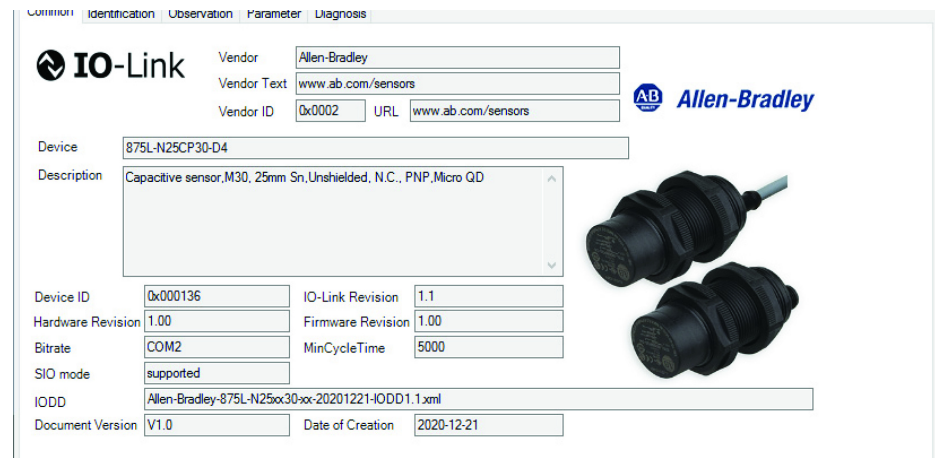 Common Identification Observation Parameter Diagnosis
IO-Link
Vendor Allen-Bradley
Vendor Text www.ab.com/sensors
Vendor ID 0x0002 URL www.ab.com/sensors
AB QUALITY Allen-Bradley
Device 875L-N25CP30-D4
Description Capacitive sensor,M30, 25mm Sn,Unshielded, N.C., PNP,Micro QD
Device ID 0x000136 IO-Link Revision 1.1
Hardware Revision 1.00 Firmware Revision 1.00
Bitrate COM2 MinCycleTime 5000
SIO mode supported
IODD Allen-Bradley-875L-N25xx30-xx-20201221-IODD1.1.xml
Document Version V1.0 Date of Creation 2020-12-21